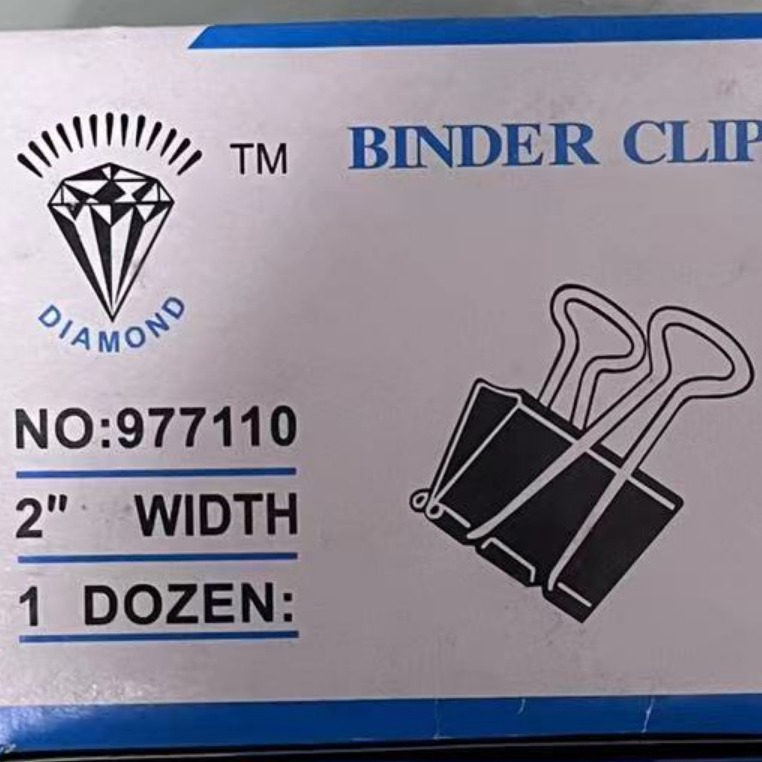 TM
BINDER CLIP
DIAMOND
NO:977110
2" WIDTH
1 DOZEN: